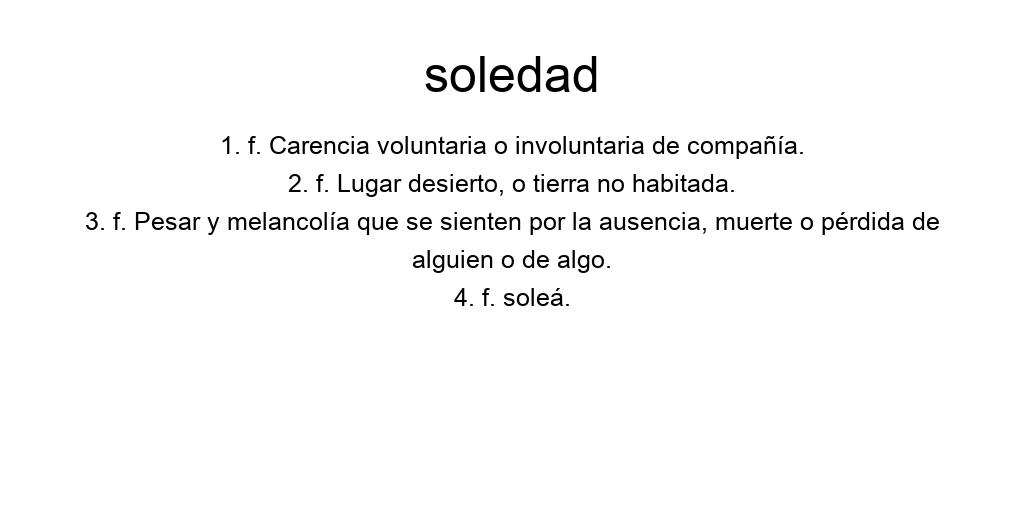 soledad
1. f. Carencia voluntaria o involuntaria de compañía.
2. f. Lugar desierto, o tierra no habitada.
3. f. Pesar y melancolía que se sienten por la ausencia, muerte o pérdida de
alguien o de algo.
4. f. soleá.